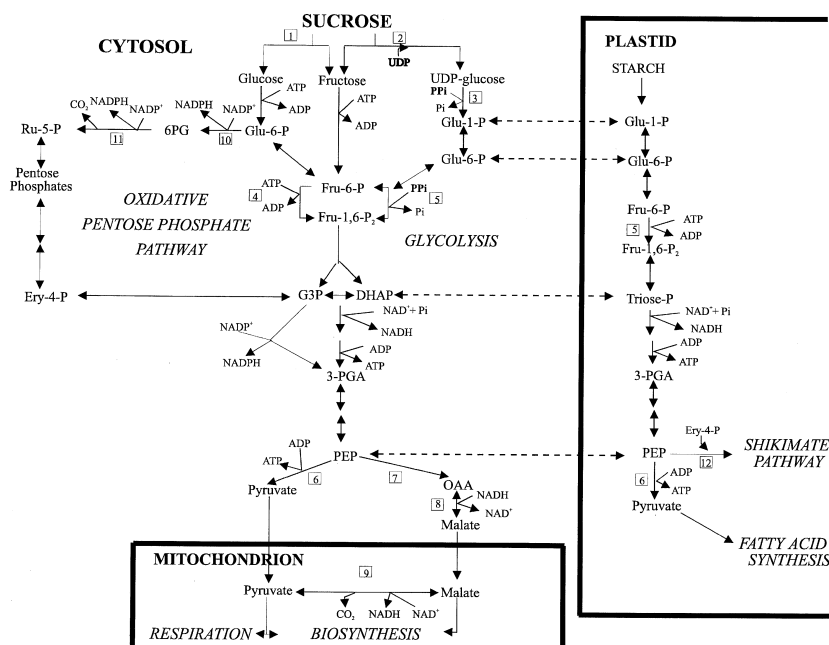 SUCROSE
CYTOSOL
PLASTID
1
2
UDP
STARCH
Glucose
Fructose
UDP-glucose
ATP
ADP
ATP
ADP
PPi
Pi
3
CO2
NADPH
NADP+
NADPH
NADP+
Ru-5-P
11
6PG
10
Glu-6-P
Glu-1-P
Glu-1-P
Glu-6-P
Glu-6-P
Pentose
Phosphates
4
ATP
ADP
Fru-6-P
Fru-1,6-P2
5
PPi
Pi
OXIDATIVE
PENTOSE PHOSPHATE
PATHWAY
GLYCOLYSIS
Fru-6-P
5
ATP
ADP
Fru-1,6-P2
Ery-4-P
G3P
DHAP
Triose-P
NADP+
NADPH
NAD+ + Pi
NADH
ADP
ATP
NAD+ + Pi
NADH
ADP
ATP
3-PGA
3-PGA
ADP
ATP
PEP
6
7
Pyruvate
OAA
8
NADH
NAD+
Malate
Ery-4-P
PEP
12
SHIKIMATE
PATHWAY
6
ADP
ATP
Pyruvate
FATTY ACID
SYNTHESIS
MITOCHONDRION
9
Pyruvate
Malate
CO2
NADH
NAD+
RESPIRATION
BIOSYNTHESIS